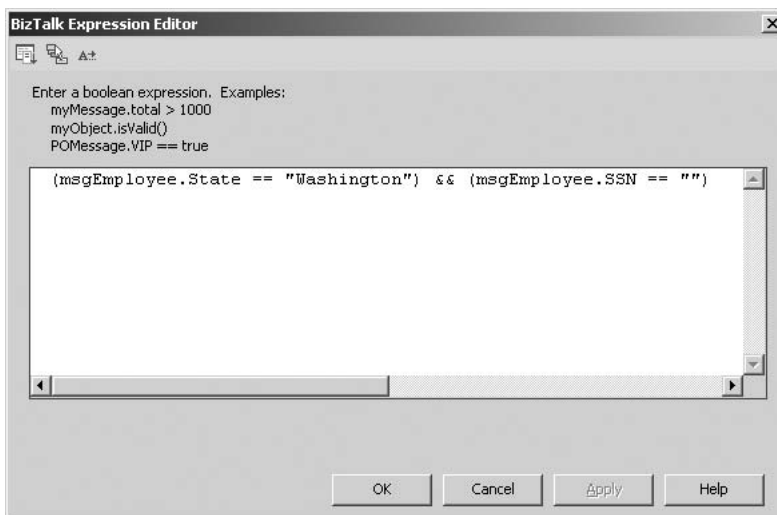 BizTalk Expression Editor
Enter a boolean expression. Examples:
myMessage.total > 1000
myObject.isValid()
POMessage.VIP == true
(msgEmployee.State == "Washington") && (msgEmployee.SSN == "")
OK Cancel Apply Help